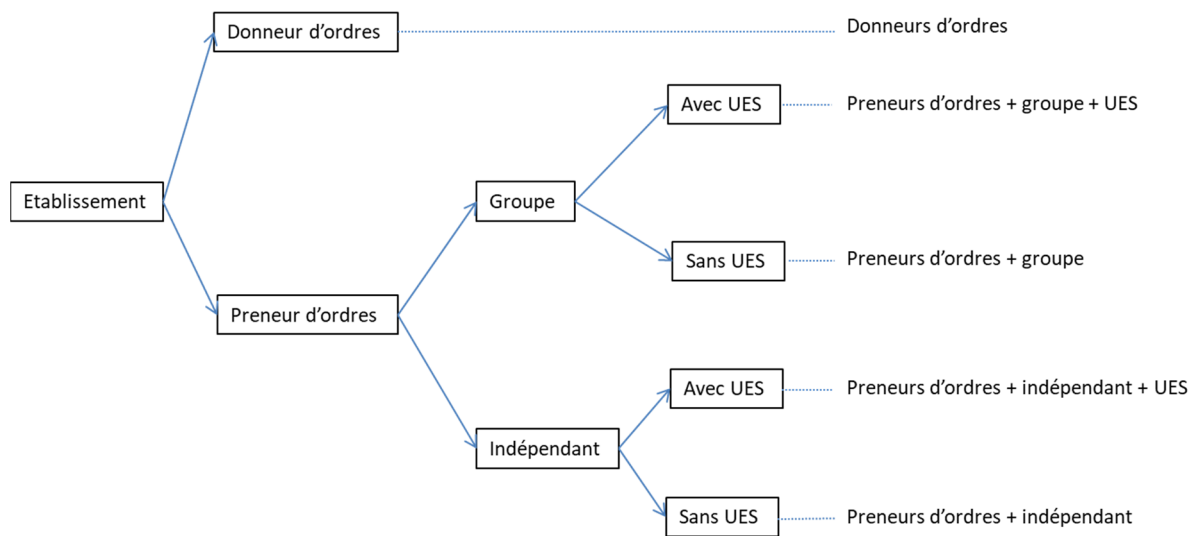 Donneur d’ordres
Donneurs d’ordres
Avec UES
Preneurs d’ordres + groupe + UES
Etablissement
Groupe
Sans UES
Preneurs d’ordres + groupe
Preneur d’ordres
Avec UES
Preneurs d’ordres + indépendant + UES
Indépendant
Sans UES
Preneurs d’ordres + indépendant